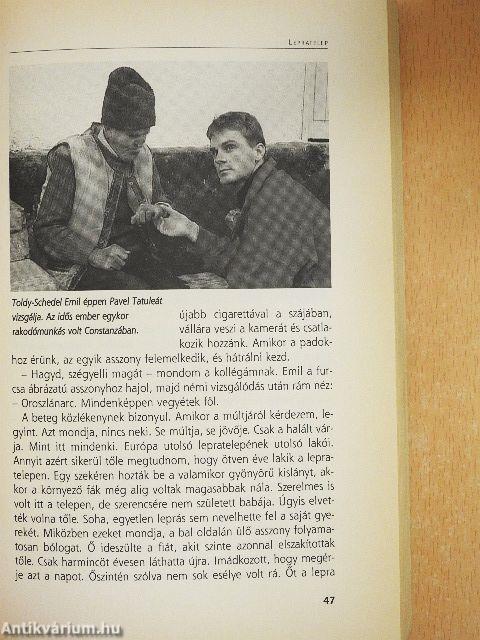 LEPRATELEP
Toldy-Schedel Emil éppen Pavel Tatuleát
vizsgálja. Az idős ember egykor
rakodómunkás volt Constanzában.
újabb cigarettával a szájában,
vállára veszi a kamerát és csatla-
kozik hozzánk. Amikor a padok-
hoz érünk, az egyik asszony felemelkedik, és hátrálni kezd.
– Hagyd, szégyelli magát – mondom a kollégámnak. Emil a fur-
csa ábrázatú asszonyhoz hajol, majd némi vizsgálódás után rám néz:
– Oroszlánarc. Mindenképpen vegyétek föl.
A beteg közlékenynek bizonyul. Amikor a múltjáról kérdezem, le-
gyint. Azt mondja, nincs neki. Se múltja, se jövője. Csak a halált vár-
ja. Mint itt mindenki. Európa utolsó lepratelepének utolsó lakói.
Annyit azért sikerül tőle megtudnom, hogy ötven éve lakik a lepra-
telepen. Egy szekéren hozták be a valamikor gyönyörű kislányt, ak-
kor a környező fák még alig voltak magasabbak nála. Szerelmes is
volt itt a telepen, de szerencsére nem született babája. Úgyis elvet-
ték volna tőle. Soha, egyetlen leprás sem nevelhette fel a saját gye-
rekét. Miközben ezeket mondja, a bal oldalán ülő asszony folyama-
tosan bólogat. Ő ideszülte a fiát, akit szinte azonnal elszakítottak
tőle. Csak harmincöt évesen láthatta újra. Imádkozott, hogy megér-
je azt a napot. Őszintén szólva nem sok esélye volt rá. Őt a lepra
47
Antikvárium.hu